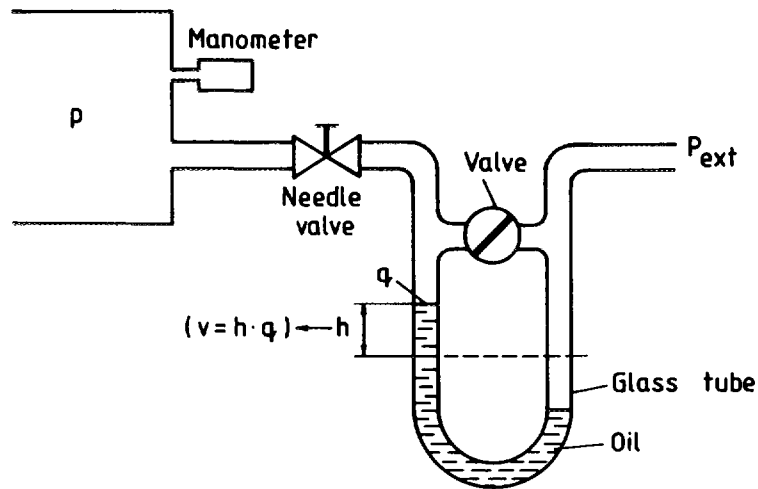 Manometer
p
P_ext
Valve
Needle
valve
q
(v = h · q) ← h
Glass tube
Oil